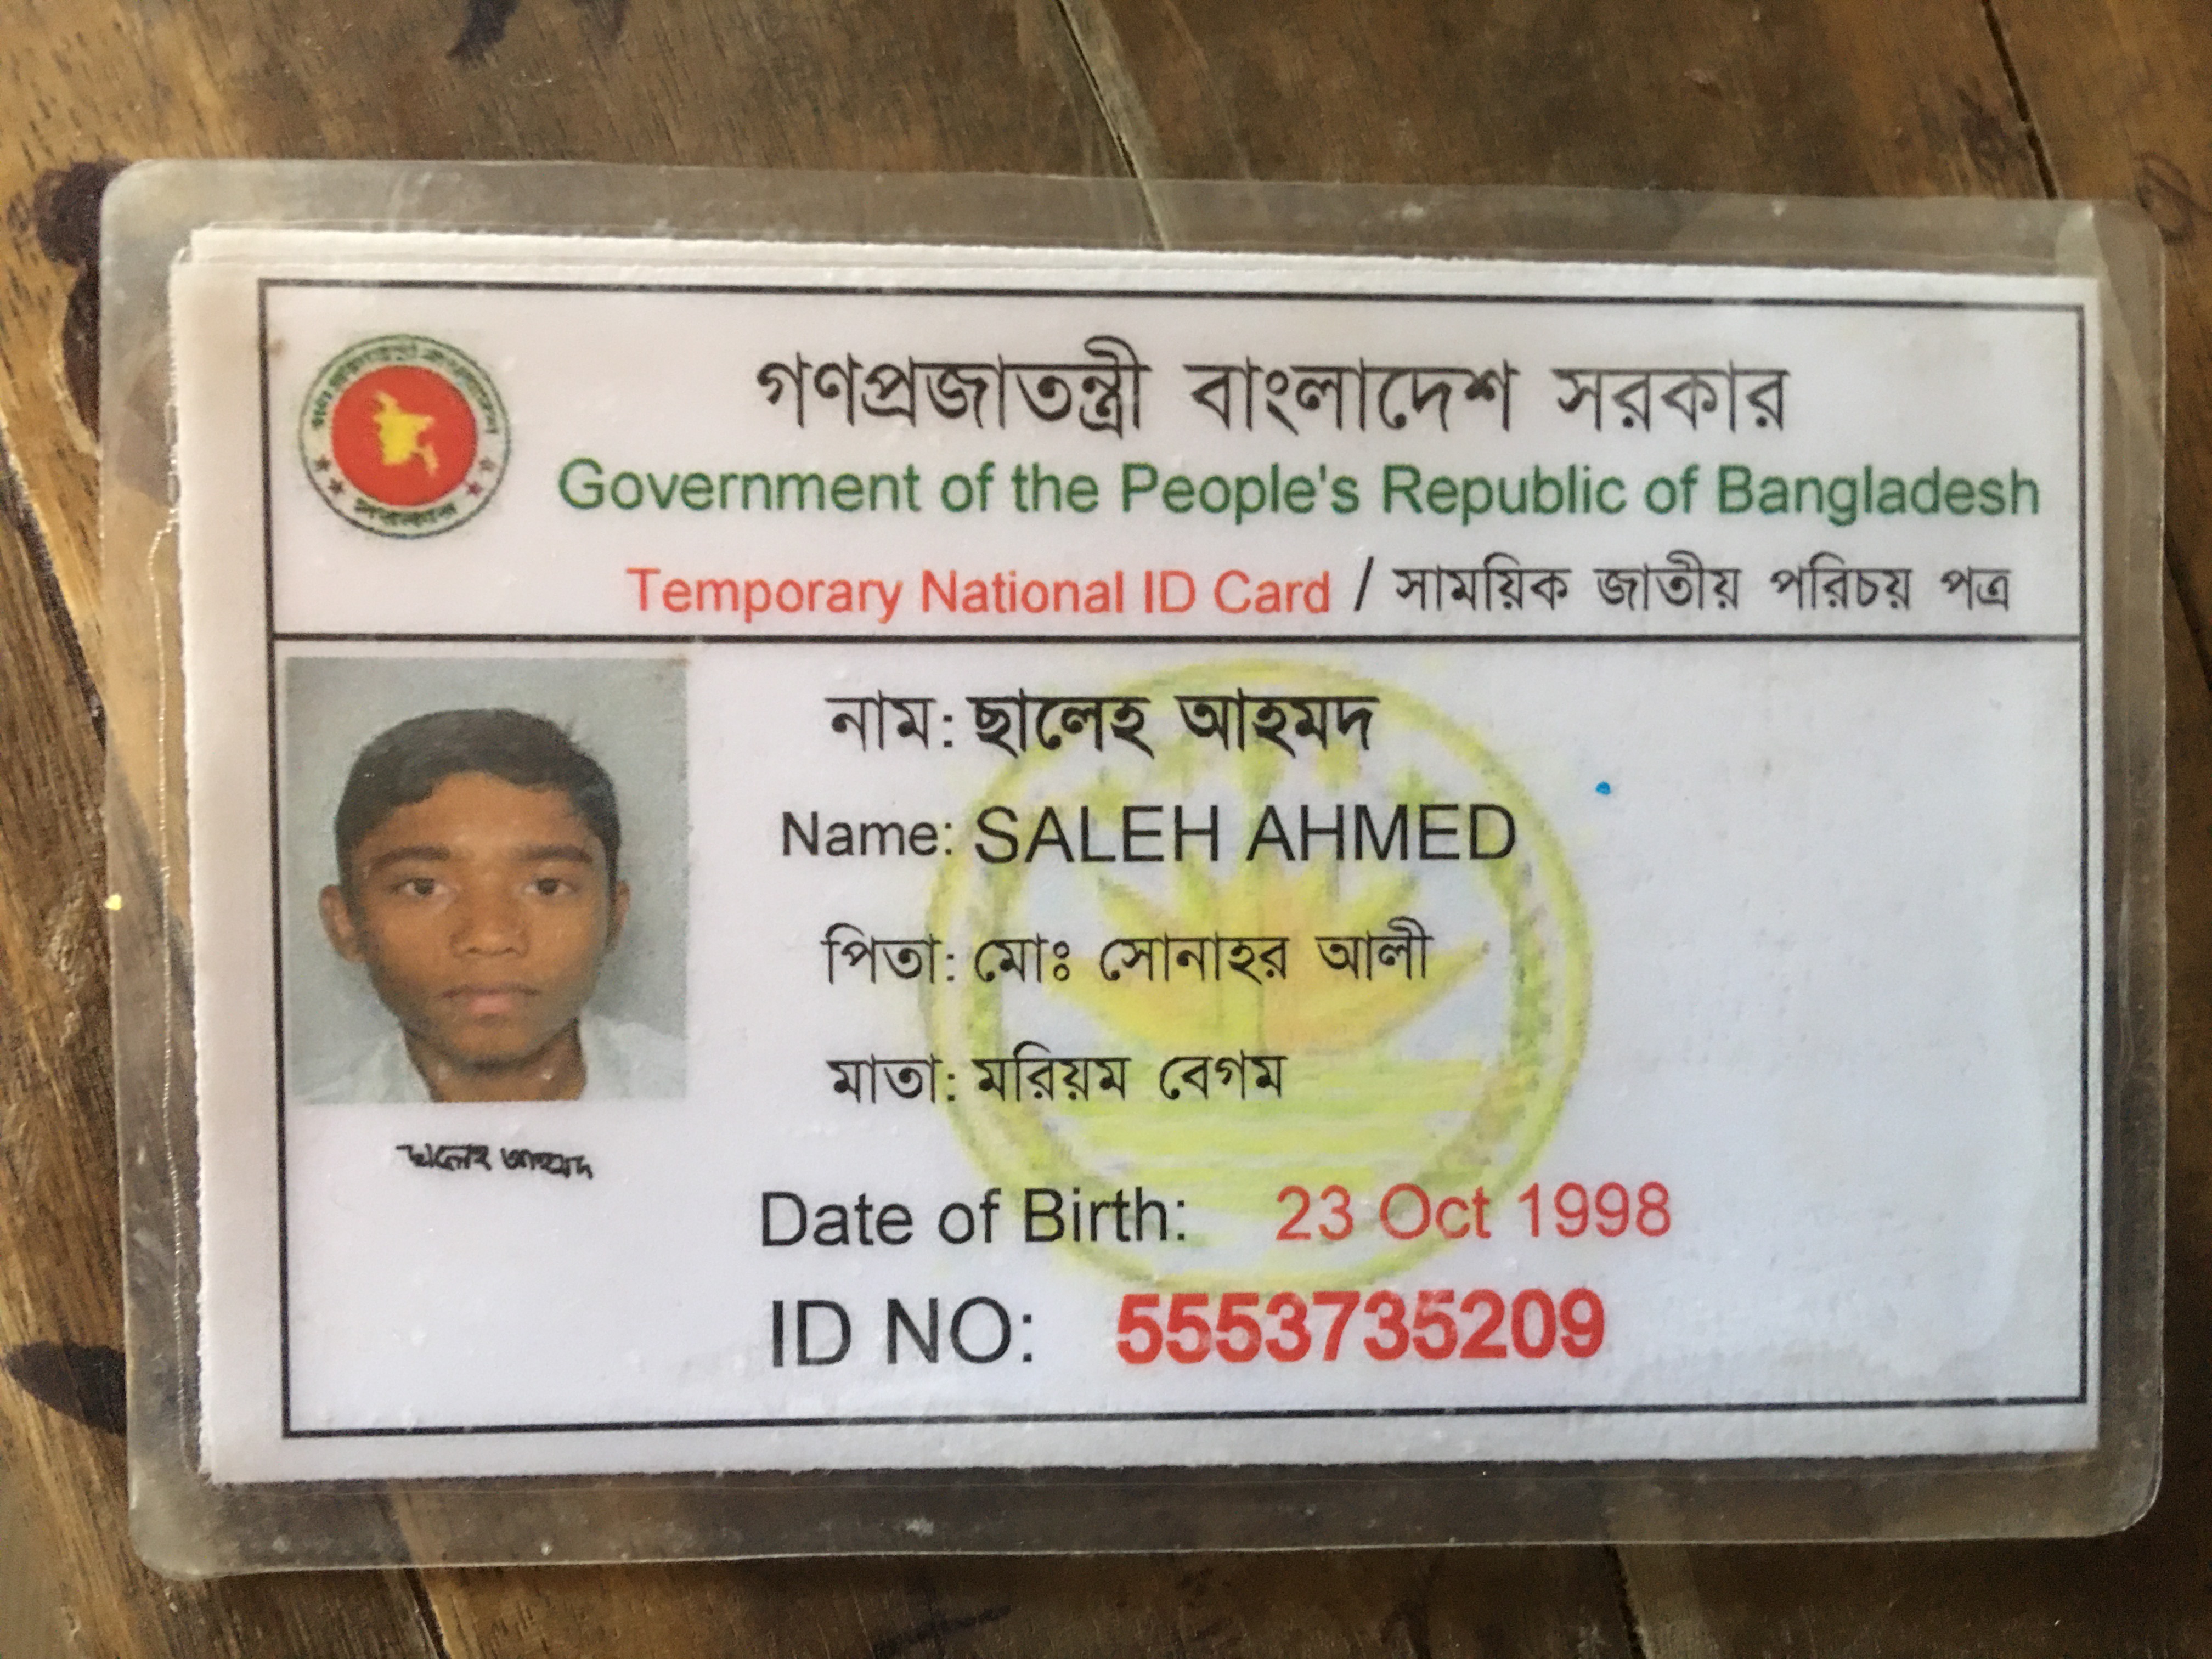 গণপ্রজাতন্ত্রী বাংলাদেশ সরকার
Government of the People's Republic of Bangladesh
Temporary National ID Card / সাময়িক জাতীয় পরিচয় পত্র
নাম: ছালেহ আহমদ
Name: SALEH AHMED
পিতা: মোঃ সোনাহর আলী
মাতা: মরিয়ম বেগম
ছালেহ আহমদ
Date of Birth: 23 Oct 1998
ID NO: 5553735209